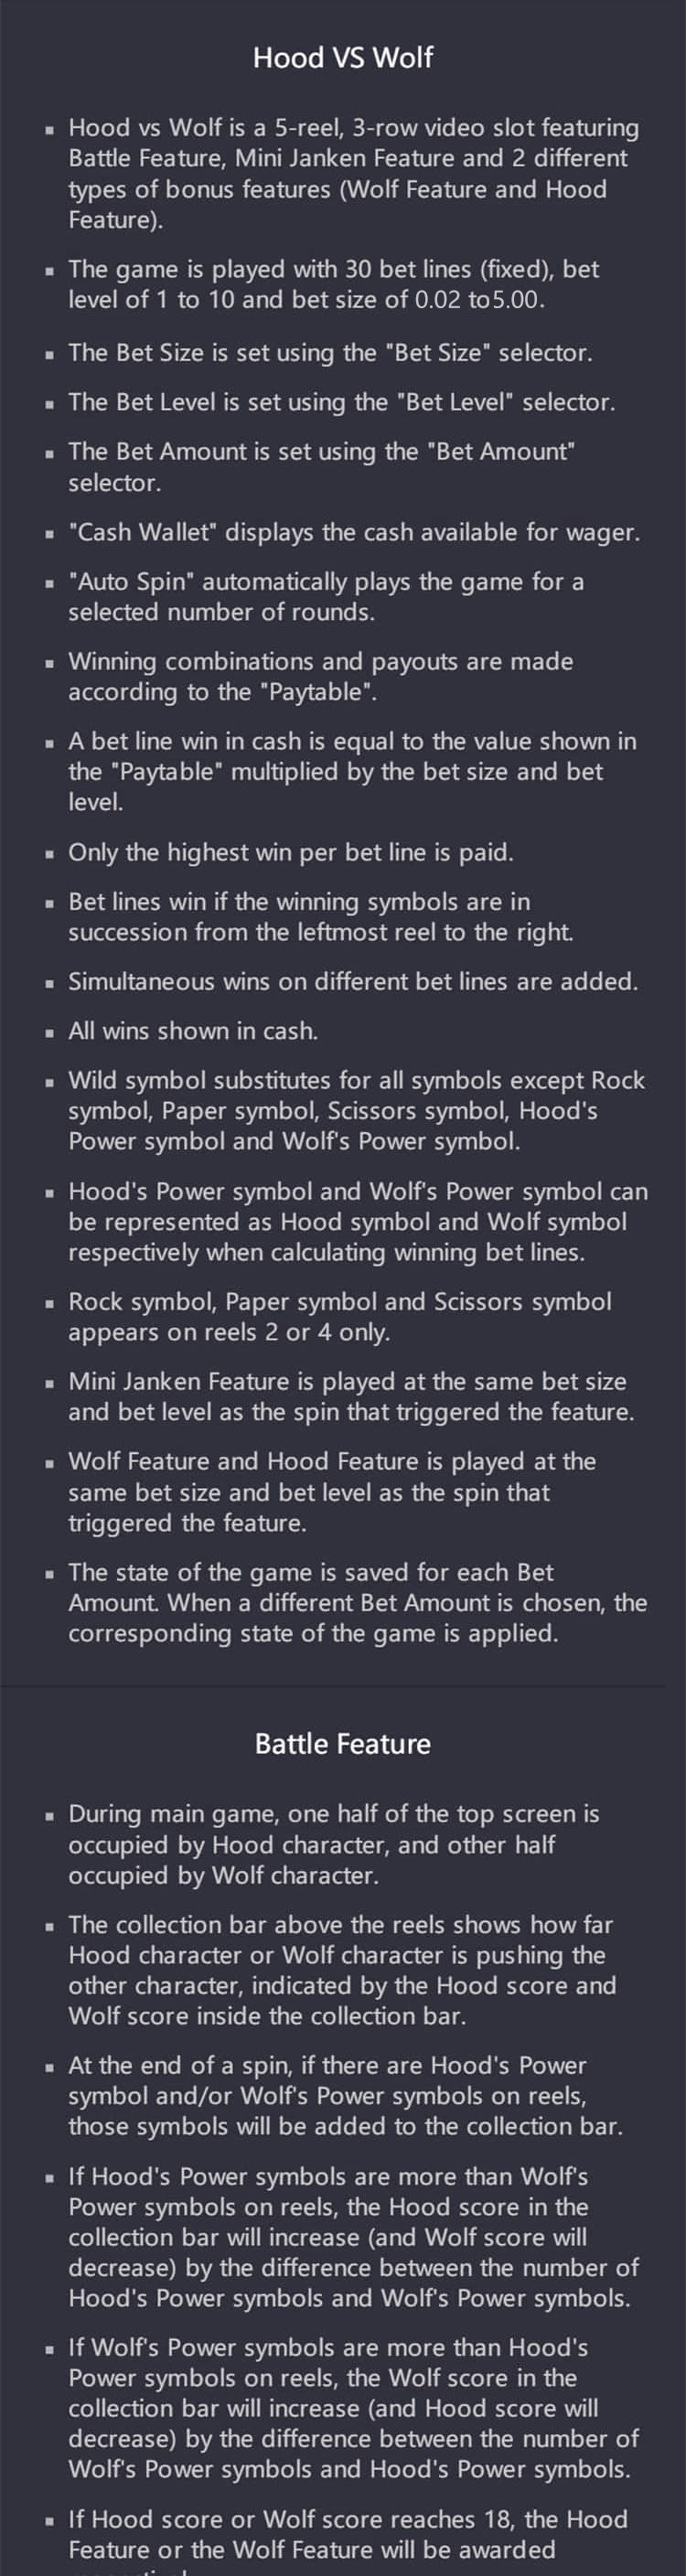 Hood VS Wolf
▪ Hood vs Wolf is a 5-reel, 3-row video slot featuring
Battle Feature, Mini Janken Feature and 2 different
types of bonus features (Wolf Feature and Hood
Feature).
▪ The game is played with 30 bet lines (fixed), bet
level of 1 to 10 and bet size of 0.02 to5.00.
▪ The Bet Size is set using the "Bet Size" selector.
▪ The Bet Level is set using the "Bet Level" selector.
▪ The Bet Amount is set using the "Bet Amount"
selector.
▪ "Cash Wallet" displays the cash available for wager.
▪ "Auto Spin" automatically plays the game for a
selected number of rounds.
▪ Winning combinations and payouts are made
according to the "Paytable".
▪ A bet line win in cash is equal to the value shown in
the "Paytable" multiplied by the bet size and bet
level.
▪ Only the highest win per bet line is paid.
▪ Bet lines win if the winning symbols are in
succession from the leftmost reel to the right.
▪ Simultaneous wins on different bet lines are added.
▪ All wins shown in cash.
▪ Wild symbol substitutes for all symbols except Rock
symbol, Paper symbol, Scissors symbol, Hood's
Power symbol and Wolf's Power symbol.
▪ Hood's Power symbol and Wolf's Power symbol can
be represented as Hood symbol and Wolf symbol
respectively when calculating winning bet lines.
▪ Rock symbol, Paper symbol and Scissors symbol
appears on reels 2 or 4 only.
▪ Mini Janken Feature is played at the same bet size
and bet level as the spin that triggered the feature.
▪ Wolf Feature and Hood Feature is played at the
same bet size and bet level as the spin that
triggered the feature.
▪ The state of the game is saved for each Bet
Amount. When a different Bet Amount is chosen, the
corresponding state of the game is applied.
Battle Feature
▪ During main game, one half of the top screen is
occupied by Hood character, and other half
occupied by Wolf character.
▪ The collection bar above the reels shows how far
Hood character or Wolf character is pushing the
other character, indicated by the Hood score and
Wolf score inside the collection bar.
▪ At the end of a spin, if there are Hood's Power
symbol and/or Wolf's Power symbols on reels,
those symbols will be added to the collection bar.
▪ If Hood's Power symbols are more than Wolf's
Power symbols on reels, the Hood score in the
collection bar will increase (and Wolf score will
decrease) by the difference between the number of
Hood's Power symbols and Wolf's Power symbols.
▪ If Wolf's Power symbols are more than Hood's
Power symbols on reels, the Wolf score in the
collection bar will increase (and Hood score will
decrease) by the difference between the number of
Wolf's Power symbols and Hood's Power symbols.
▪ If Hood score or Wolf score reaches 18, the Hood
Feature or the Wolf Feature will be awarded